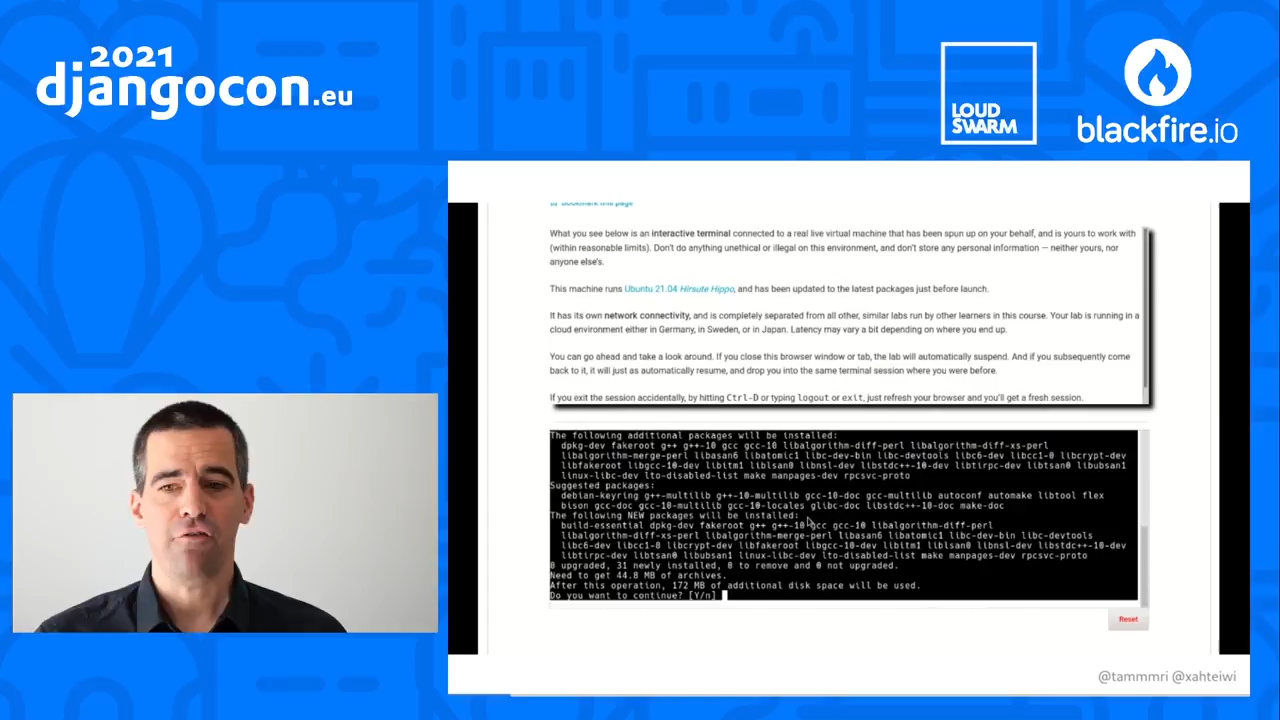 2021
djangocon.eu
LOUD
SWARM
blackfire.io
Bookmark this page
What you see below is an interactive terminal connected to a real live virtual machine that has been spun up on your behalf, and is yours to work with
(within reasonable limits). Don't do anything unethical or illegal on this environment, and don't store any personal information — neither yours, nor
anyone else's.
This machine runs Ubuntu 21.04 Hirsute Hippo, and has been updated to the latest packages just before launch.
It has its own network connectivity, and is completely separated from all other, similar labs run by other learners in this course. Your lab is running in a
cloud environment either in Germany, in Sweden, or in Japan. Latency may vary a bit depending on where you end up.
You can go ahead and take a look around. If you close this browser window or tab, the lab will automatically suspend. And if you subsequently come
back to it, it will just as automatically resume, and drop you into the same terminal session where you were before.
If you exit the session accidentally, by hitting Ctrl-D or typing logout or exit, just refresh your browser and you'll get a fresh session.
The following additional packages will be installed:
dpkg-dev fakeroot g++ g++-10 gcc gcc-10 libalgorithm-diff-perl libalgorithm-diff-xs-perl
libalgorithm-merge-perl libasan6 libatomic1 libc-dev-bin libc-devtools libc6-dev libcc1-0 libcrypt-dev
libfakeroot libgcc-10-dev libitm1 liblsan0 libnsl-dev libstdc++-10-dev libtirpc-dev libtsan0 libubsan1
linux-libc-dev lto-disabled-list make manpages-dev rpcsvc-proto
Suggested packages:
debian-keyring g++-multilib g++-10-multilib gcc-10-doc gcc-multilib autoconf automake libtool flex
bison gcc-doc gcc-10-multilib gcc-10-locales glibc-doc libstdc++-10-doc make-doc
The following NEW packages will be installed:
build-essential dpkg-dev fakeroot g++ g++-10 gcc gcc-10 libalgorithm-diff-perl
libalgorithm-diff-xs-perl libalgorithm-merge-perl libasan6 libatomic1 libc-dev-bin libc-devtools
libc6-dev libcc1-0 libcrypt-dev libfakeroot libgcc-10-dev libitm1 liblsan0 libnsl-dev libstdc++-10-dev
libtirpc-dev libtsan0 libubsan1 linux-libc-dev lto-disabled-list make manpages-dev rpcsvc-proto
0 upgraded, 31 newly installed, 0 to remove and 0 not upgraded.
Need to get 44.8 MB of archives.
After this operation, 172 MB of additional disk space will be used.
Do you want to continue? [Y/n]
Reset
@tammmri @xahteiwi